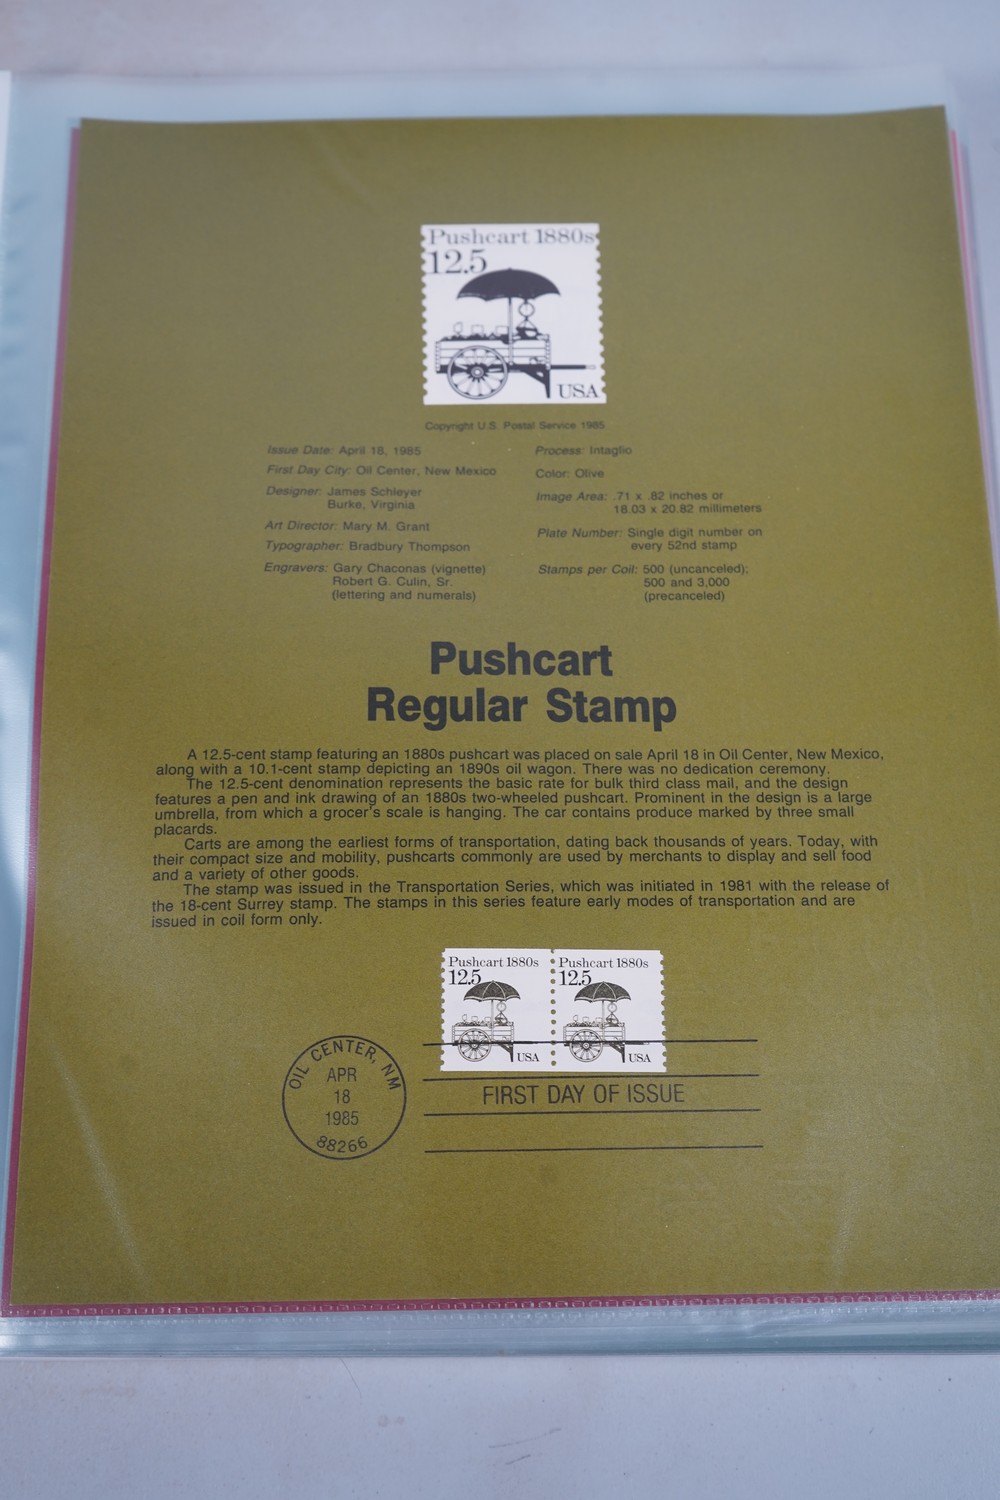 Pushcart 1880s
12.5
USA
Copyright U.S. Postal Service 1985
Issue Date: April 18, 1985
First Day City: Oil Center, New Mexico
Designer: James Schleyer
Burke, Virginia
Art Director: Mary M. Grant
Typographer: Bradbury Thompson
Engravers: Gary Chaconas (vignette)
Robert G. Culin, Sr.
(lettering and numerals)
Process: Intaglio
Color: Olive
Image Area: .71 x .82 inches or
18.03 x 20.82 millimeters
Plate Number: Single digit number on
every 52nd stamp
Stamps per Coil: 500 (uncanceled);
500 and 3,000
(precanceled)
Pushcart
Regular Stamp
A 12.5-cent stamp featuring an 1880s pushcart was placed on sale April 18 in Oil Center, New Mexico,
along with a 10.1-cent stamp depicting an 1890s oil wagon. There was no dedication ceremony.
The 12.5-cent denomination represents the basic rate for bulk third class mail, and the design
features a pen and ink drawing of an 1880s two-wheeled pushcart. Prominent in the design is a large
umbrella, from which a grocer's scale is hanging. The car contains produce marked by three small
placards.
Carts are among the earliest forms of transportation, dating back thousands of years. Today, with
their compact size and mobility, pushcarts commonly are used by merchants to display and sell food
and a variety of other goods.
The stamp was issued in the Transportation Series, which was initiated in 1981 with the release of
the 18-cent Surrey stamp. The stamps in this series feature early modes of transportation and are
issued in coil form only.
Pushcart 1880s
12.5
USA
Pushcart 1880s
12.5
USA
OIL CENTER, NM
APR
18
1985
88266
FIRST DAY OF ISSUE